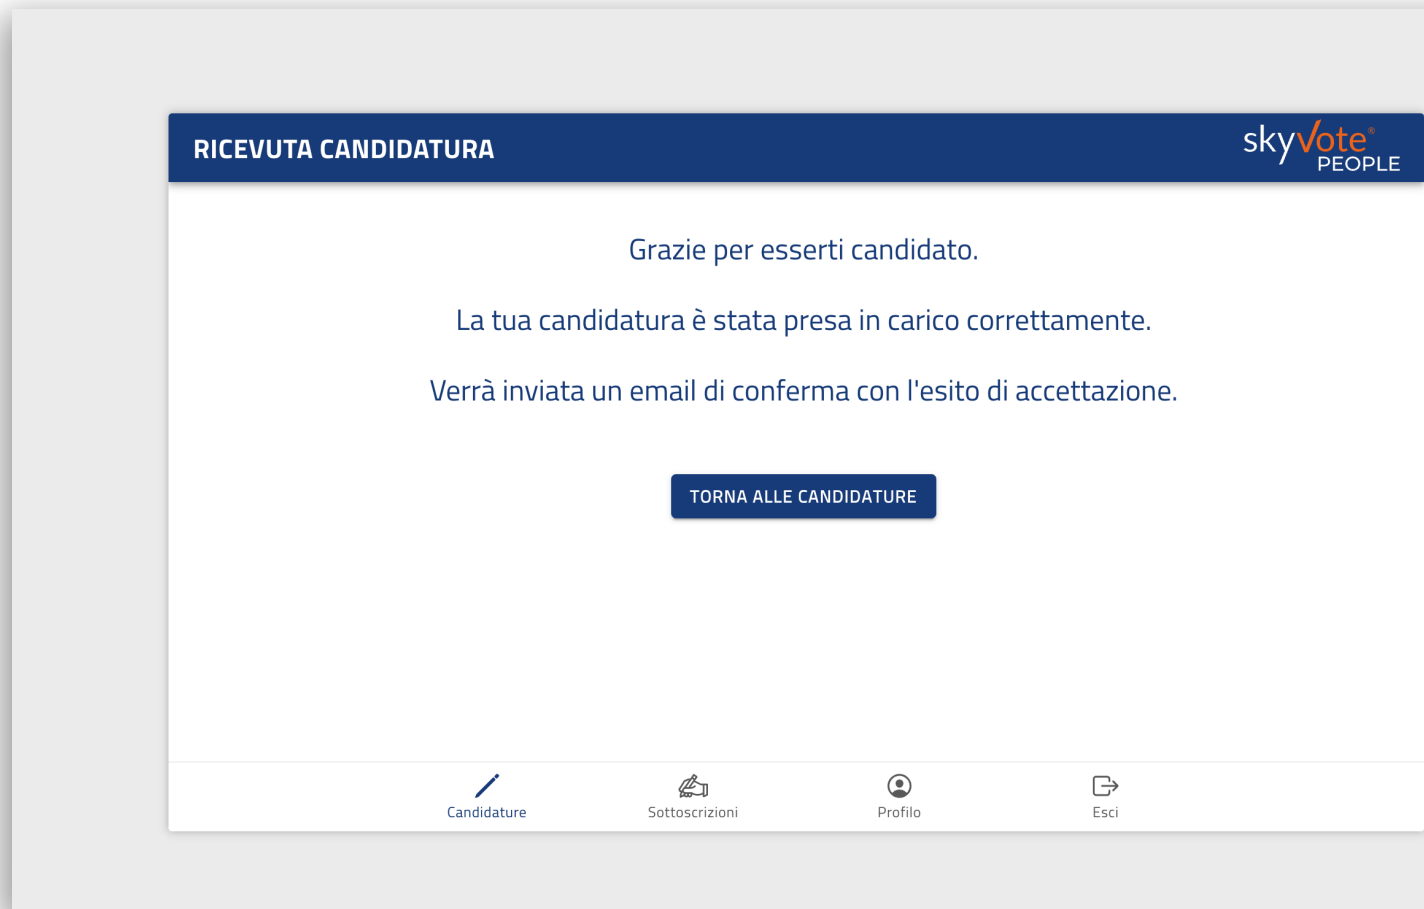 RICEVUTA CANDIDATURA
skyVote®
PEOPLE
Grazie per esserti candidato.
La tua candidatura è stata presa in carico correttamente.
Verrà inviata un email di conferma con l'esito di accettazione.
TORNA ALLE CANDIDATURE
Candidature
Sottoscrizioni
Profilo
Esci